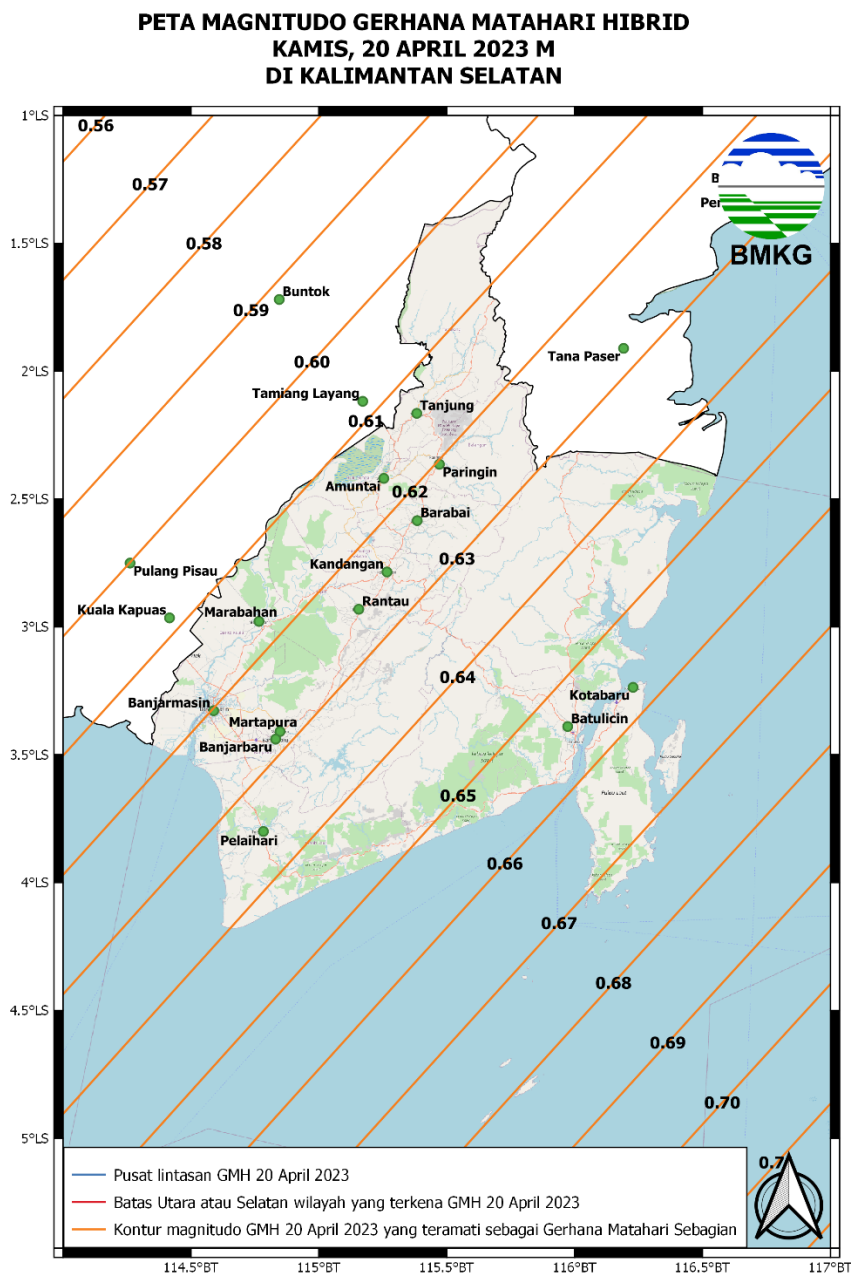 PETA MAGNITUDO GERHANA MATAHARI HIBRID
KAMIS, 20 APRIL 2023 M
DI KALIMANTAN SELATAN
1°LS
0.56
0.57
1.5°LS
0.58
BMKG
Buntok
0.59
Tana Paser
0.60
2°LS
Tamiang Layang
Tanjung
0.61
Paringin
Amuntai
0.62
2.5°LS
Barabai
0.63
Kandangan
Pulang Pisau
Rantau
Kuala Kapuas
Marabahan
3°LS
0.64
Kotabaru
Banjarmasin
Martapura
Batulicin
Banjarbaru
3.5°LS
0.65
Pelaihari
0.66
4°LS
0.67
0.68
4.5°LS
0.69
0.70
5°LS
0.7
Pusat lintasan GMH 20 April 2023
Batas Utara atau Selatan wilayah yang terkena GMH 20 April 2023
Kontur magnitudo GMH 20 April 2023 yang teramati sebagai Gerhana Matahari Sebagian
114.5°BT
115°BT
115.5°BT
116°BT
116.5°BT
117°BT